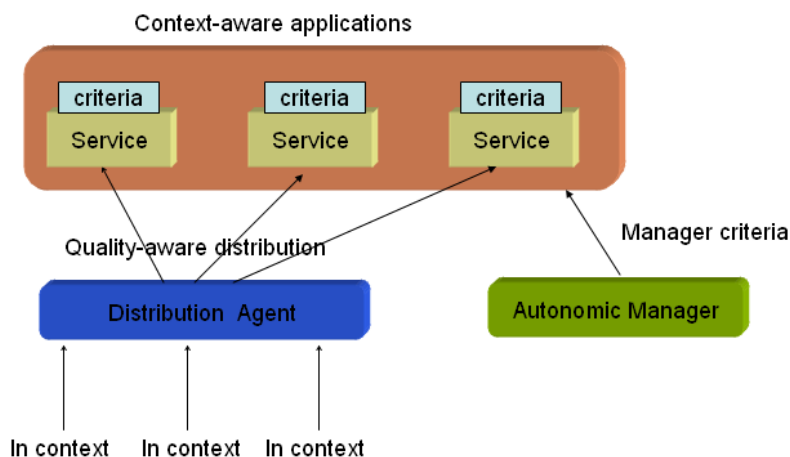 Context-aware applications
criteria
criteria
criteria
Service
Service
Service
Quality-aware distribution
Manager criteria
Distribution Agent
Autonomic Manager
In context
In context
In context